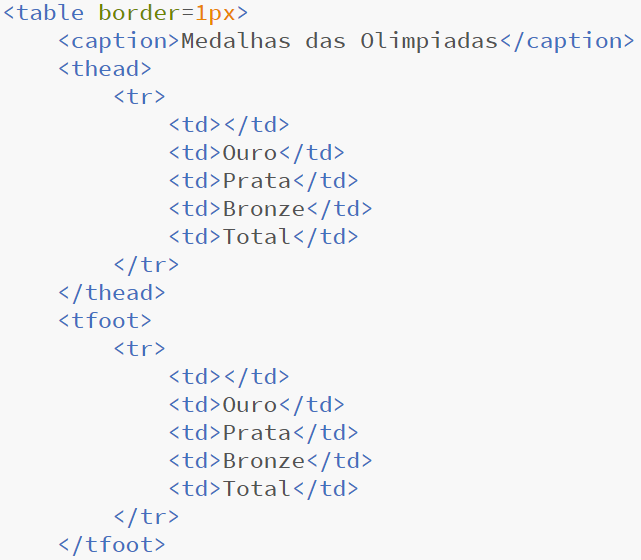 <table border=1px>
    <caption>Medalhas das Olimpiadas</caption>
    <thead>
        <tr>
            <td></td>
            <td>Ouro</td>
            <td>Prata</td>
            <td>Bronze</td>
            <td>Total</td>
        </tr>
    </thead>
    <tfoot>
        <tr>
            <td></td>
            <td>Ouro</td>
            <td>Prata</td>
            <td>Bronze</td>
            <td>Total</td>
        </tr>
    </tfoot>